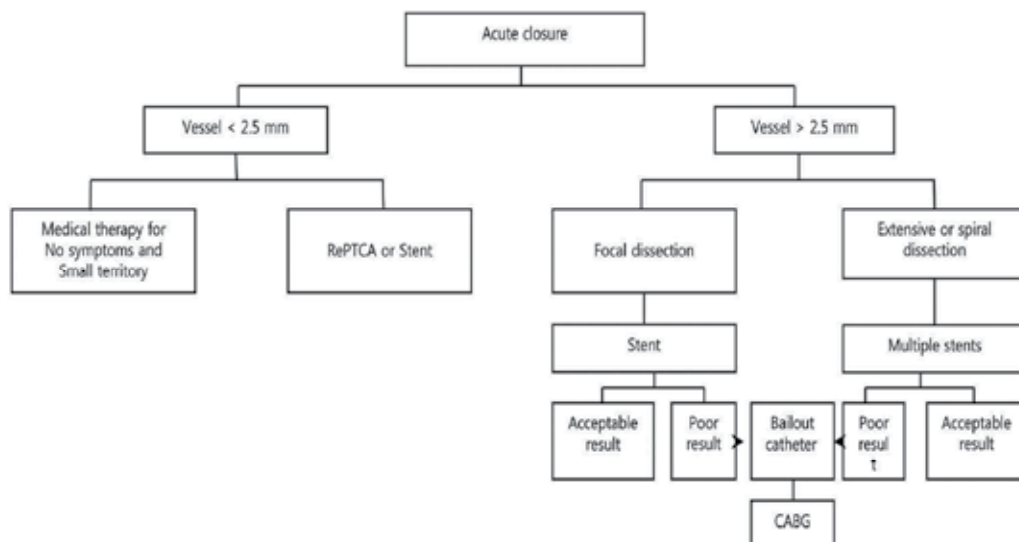 Acute closure
Vessel < 2.5 mm
Vessel > 2.5 mm
Medical therapy for
No symptoms and
Small territory
RePTCA or Stent
Focal dissection
Extensive or spiral
dissection
Stent
Multiple stents
Acceptable
result
Poor
result
Bailout
catheter
Poor
resul
t
Acceptable
result
CABG